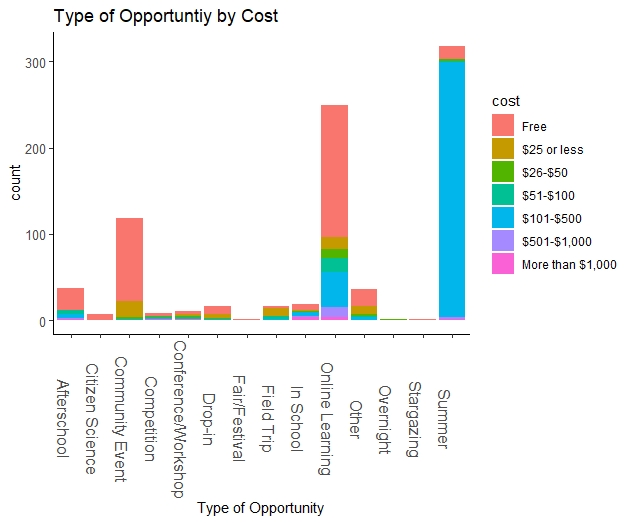 Type of Opportuntiy by Cost
count
300
200
100
0
Afterschool
Citizen Science
Community Event
Competition
Conference/Workshop
Drop-in
Fair/Festival
Field Trip
In School
Online Learning
Other
Overnight
Stargazing
Summer
Type of Opportunity
cost
Free
$25 or less
$26-$50
$51-$100
$101-$500
$501-$1,000
More than $1,000